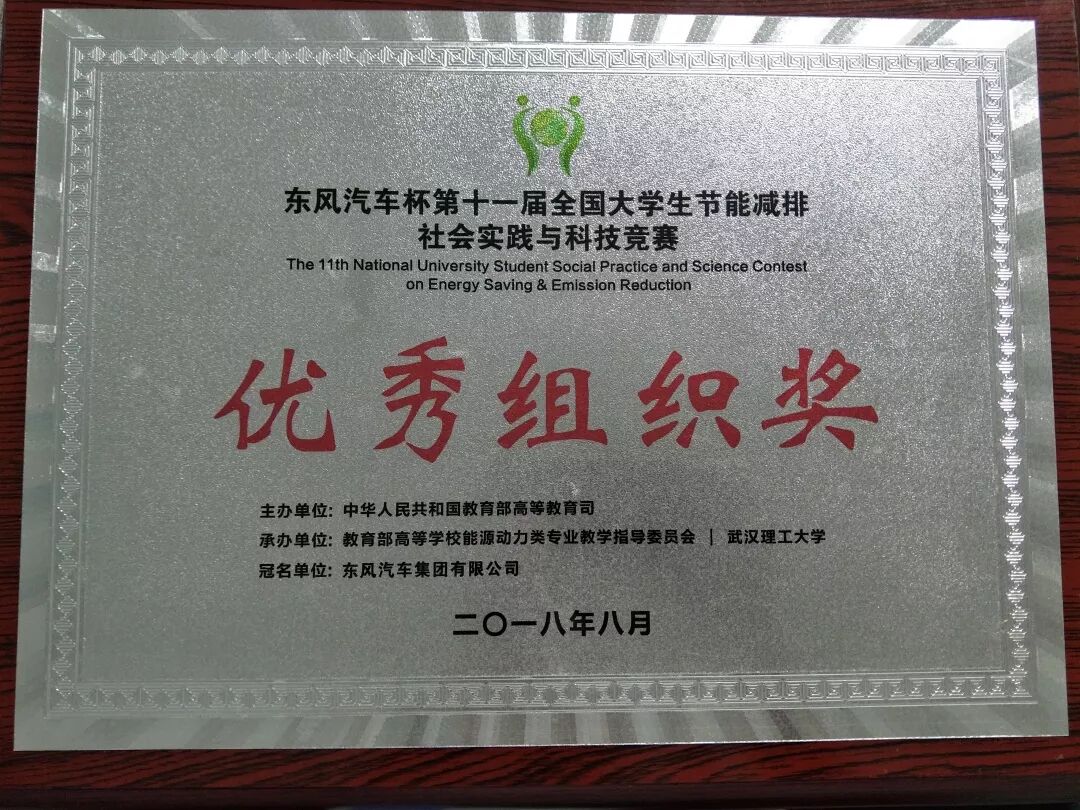 东风汽车杯第十一届全国大学生节能减排
社会实践与科技竞赛
The 11th National University Student Social Practice and Science Contest
on Energy Saving & Emission Reduction
优秀组织奖
主办单位: 中华人民共和国教育部高等教育司
承办单位: 教育部高等学校能源动力类专业教学指导委员会 | 武汉理工大学
冠名单位: 东风汽车集团有限公司
二〇一八年八月